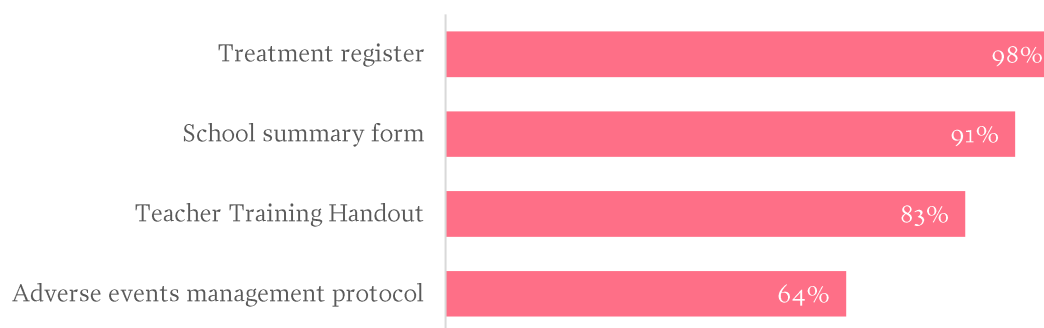 Treatment register 98%
School summary form 91%
Teacher Training Handout 83%
Adverse events management protocol 64%